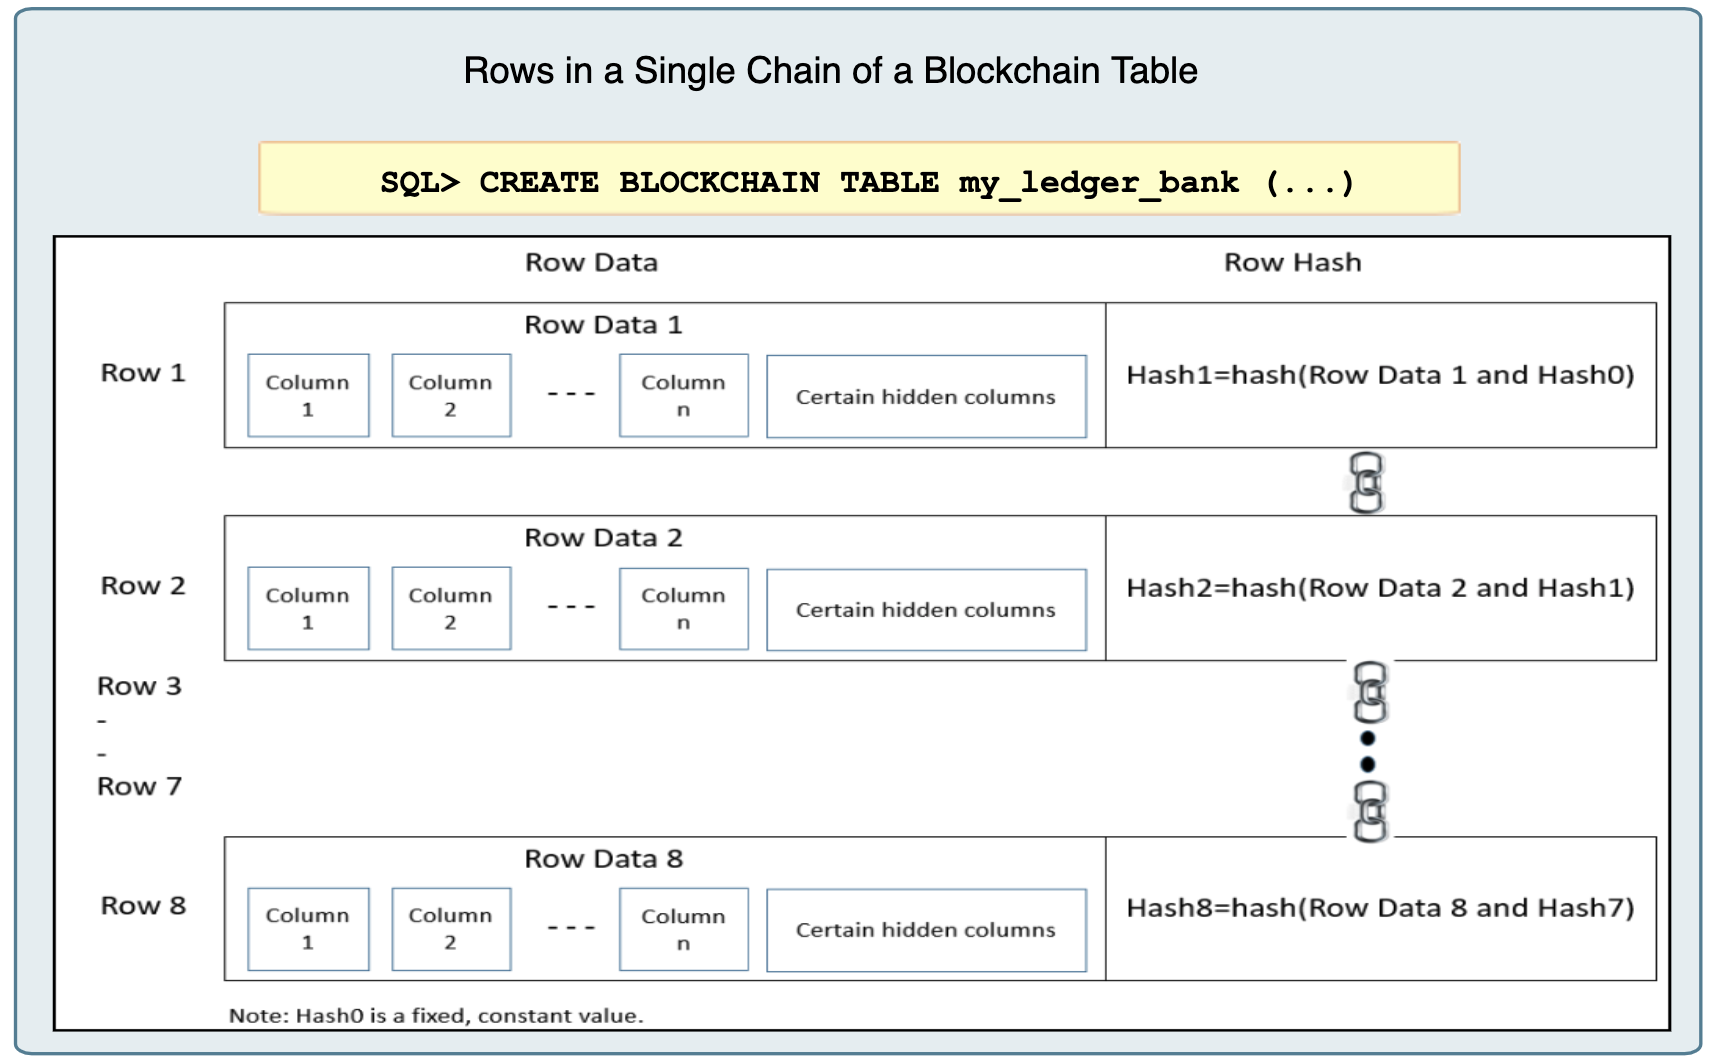 Rows in a Single Chain of a Blockchain Table
SQL> CREATE BLOCKCHAIN TABLE my_ledger_bank (...)
Row Data
Row Hash
Row 1
Row Data 1
Column
1
Column
2
- - -
Column
n
Certain hidden columns
Hash1=hash(Row Data 1 and Hash0)
Row 2
Row Data 2
Column
1
Column
2
- - -
Column
n
Certain hidden columns
Hash2=hash(Row Data 2 and Hash1)
Row 3
-
-
Row 7
Row 8
Row Data 8
Column
1
Column
2
- - -
Column
n
Certain hidden columns
Hash8=hash(Row Data 8 and Hash7)
Note: Hash0 is a fixed, constant value.